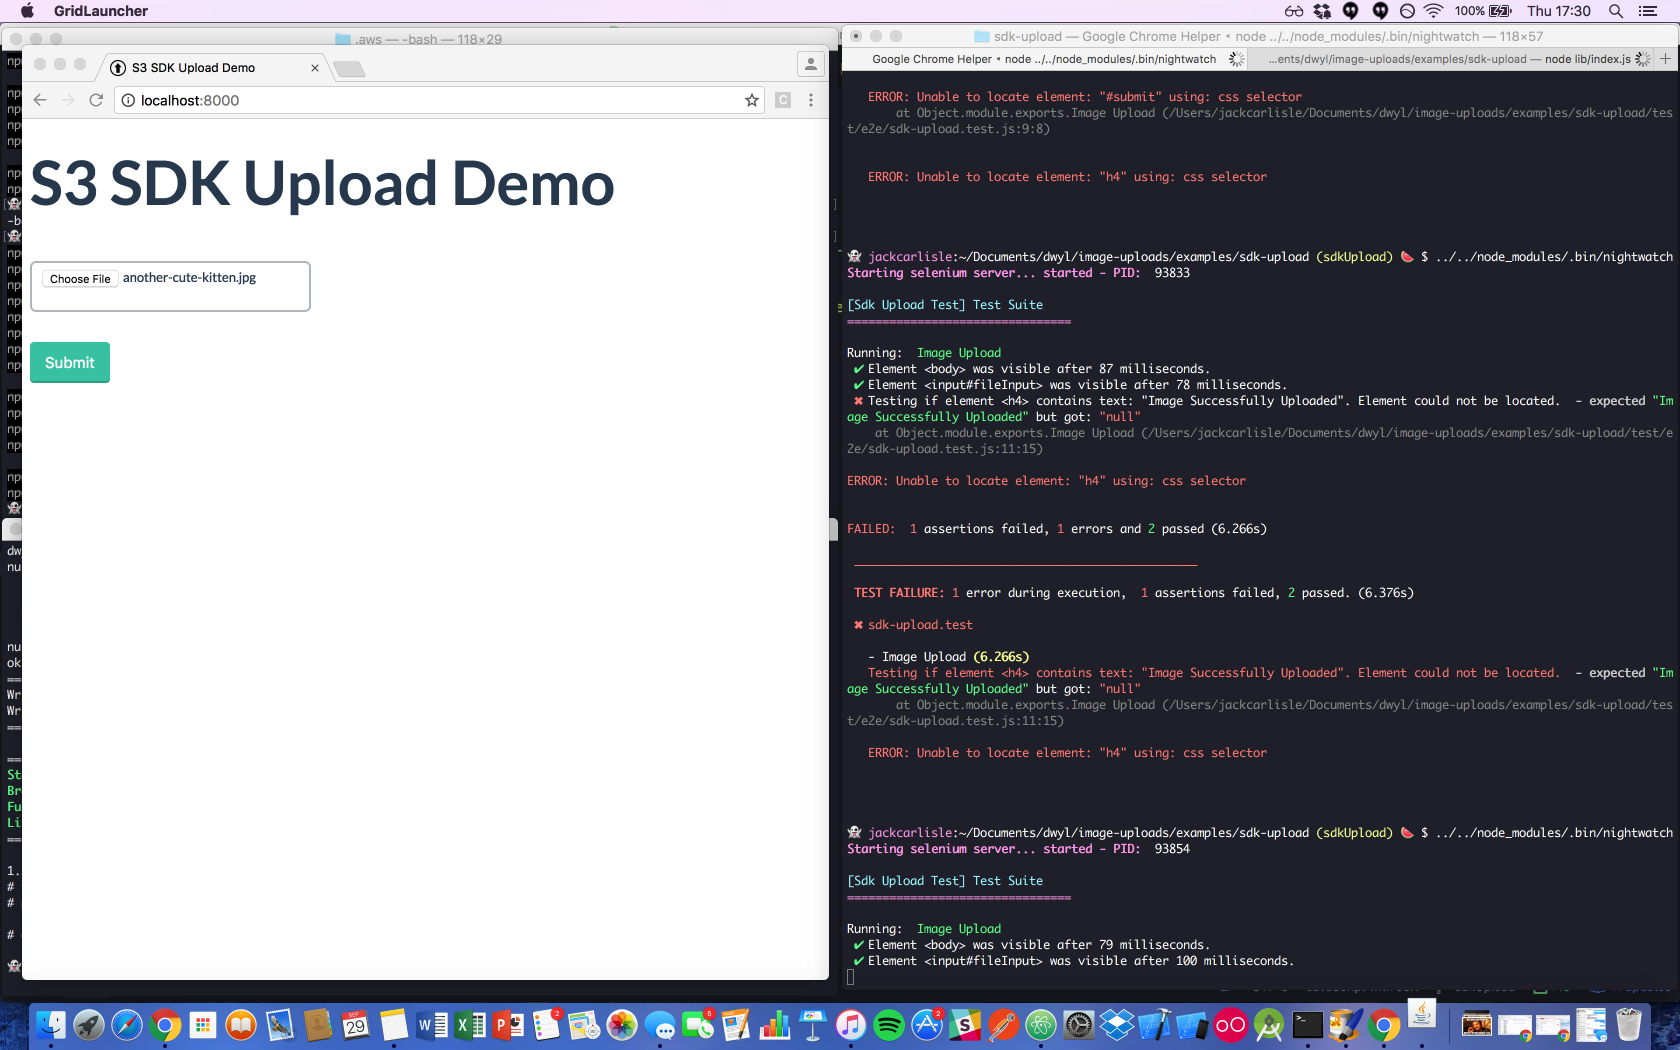 GridLauncher
100%
Thu 17:30
.aws — -bash — 118×29
S3 SDK Upload Demo
localhost:8000
C
S3 SDK Upload Demo
Choose File another-cute-kitten.jpg
Submit
sdk-upload — Google Chrome Helper ◂ node ../../node_modules/.bin/nightwatch — 118×57
Google Chrome Helper ◂ node ../../node_modules/.bin/nightwatch
...ents/dwyl/image-uploads/examples/sdk-upload — node lib/index.js
ERROR: Unable to locate element: "#submit" using: css selector
at Object.module.exports.Image Upload (/Users/jackcarlisle/Documents/dwyl/image-uploads/examples/sdk-upload/tes
t/e2e/sdk-upload.test.js:9:8)
ERROR: Unable to locate element: "h4" using: css selector
jackcarlisle:~/Documents/dwyl/image-uploads/examples/sdk-upload (sdkUpload) 🍉 $ ../../node_modules/.bin/nightwatch
Starting selenium server... started - PID: 93833
[Sdk Upload Test] Test Suite
================================
Running: Image Upload
✔ Element <body> was visible after 87 milliseconds.
✔ Element <input#fileInput> was visible after 78 milliseconds.
✖ Testing if element <h4> contains text: "Image Successfully Uploaded". Element could not be located. - expected "Im
age Successfully Uploaded" but got: "null"
at Object.module.exports.Image Upload (/Users/jackcarlisle/Documents/dwyl/image-uploads/examples/sdk-upload/test/e
2e/sdk-upload.test.js:11:15)
ERROR: Unable to locate element: "h4" using: css selector
FAILED: 1 assertions failed, 1 errors and 2 passed (6.266s)
TEST FAILURE: 1 error during execution, 1 assertions failed, 2 passed. (6.376s)
✖ sdk-upload.test
- Image Upload (6.266s)
Testing if element <h4> contains text: "Image Successfully Uploaded". Element could not be located. - expected "Im
age Successfully Uploaded" but got: "null"
at Object.module.exports.Image Upload (/Users/jackcarlisle/Documents/dwyl/image-uploads/examples/sdk-upload/tes
t/e2e/sdk-upload.test.js:11:15)
ERROR: Unable to locate element: "h4" using: css selector
jackcarlisle:~/Documents/dwyl/image-uploads/examples/sdk-upload (sdkUpload) 🍉 $ ../../node_modules/.bin/nightwatch
Starting selenium server... started - PID: 93854
[Sdk Upload Test] Test Suite
================================
Running: Image Upload
✔ Element <body> was visible after 79 milliseconds.
✔ Element <input#fileInput> was visible after 100 milliseconds.
SEP
29